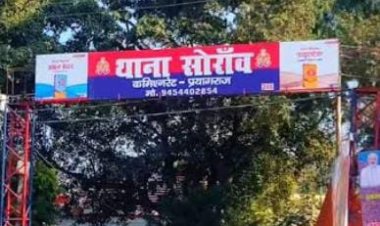 थाना सोराँव
कमिश्नरेट - प्रयागराज
मो. 9454402854